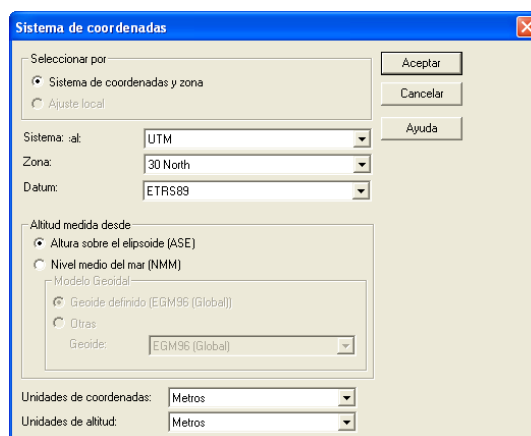 Sistema de coordenadas
Seleccionar por
Sistema de coordenadas y zona
Ajuste local
Aceptar
Cancelar
Ayuda
Sistema: :al: UTM
Zona: 30 North
Datum: ETRS89
Altitud medida desde
Altura sobre el elipsoide (ASE)
Nivel medio del mar (NMM)
Modelo Geoidal
Geoide definido (EGM96 (Global))
Otras
Geoide: EGM96 (Global)
Unidades de coordenadas: Metros
Unidades de altitud: Metros